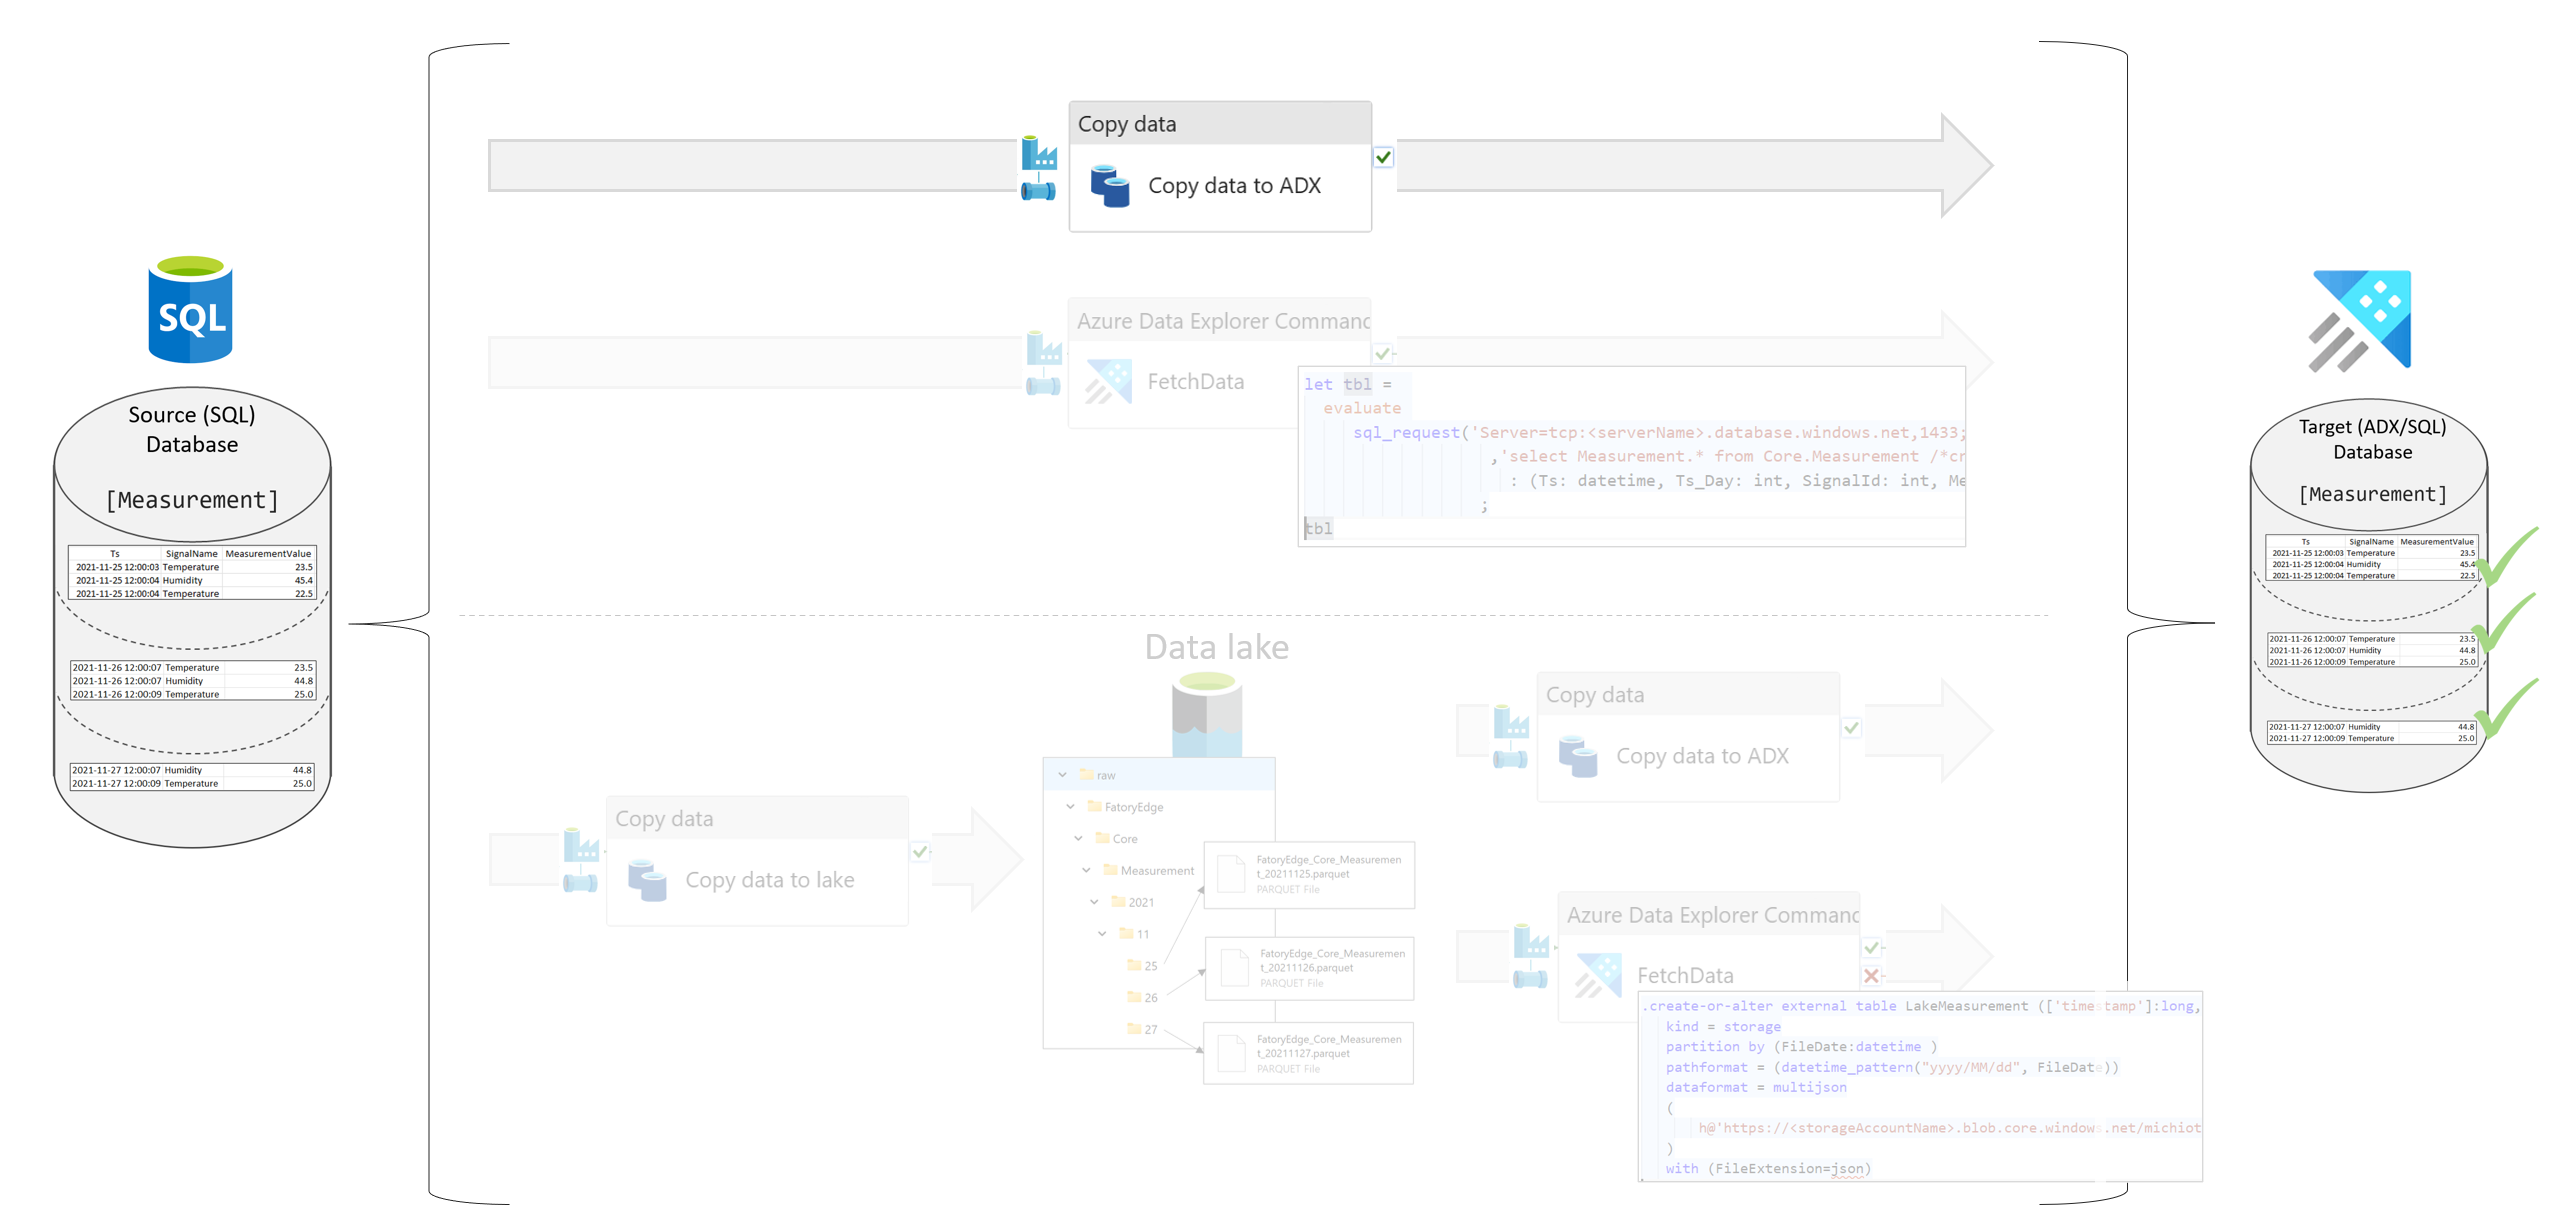 Copy data
Copy data to ADX
SQL
Source (SQL)
Database
[Measurement]
Ts SignalName MeasurementValue
2021-11-25 12:00:03 Temperature 23.5
2021-11-25 12:00:04 Humidity 45.4
2021-11-25 12:00:04 Temperature 22.5
2021-11-26 12:00:07 Temperature 23.5
2021-11-26 12:00:07 Humidity 44.8
2021-11-26 12:00:09 Temperature 25.0
2021-11-27 12:00:07 Humidity 44.8
2021-11-27 12:00:09 Temperature 25.0
Azure Data Explorer Command
FetchData
let tbl =
evaluate
sql_request('Server=tcp:<serverName>.database.windows.net,1433;
,'select Measurement.* from Core.Measurement /*cr
: (Ts: datetime, Ts_Day: int, SignalId: int, Me
;
tbl
Data lake
Copy data
Copy data to lake
raw
FatoryEdge
Core
Measurement
2021
11
25
26
27
FatoryEdge_Core_Measuremen
t_20211125.parquet
PARQUET File
FatoryEdge_Core_Measuremen
t_20211126.parquet
PARQUET File
FatoryEdge_Core_Measuremen
t_20211127.parquet
PARQUET File
Copy data
Copy data to ADX
Azure Data Explorer Command
FetchData
.create-or-alter external table LakeMeasurement (['timestamp']:long,
kind = storage
partition by (FileDate:datetime )
pathformat = (datetime_pattern("yyyy/MM/dd", FileDate))
dataformat = multijson
(
h@'https://<storageAccountName>.blob.core.windows.net/michiot
)
with (FileExtension=json)
Target (ADX/SQL)
Database
[Measurement]
Ts SignalName MeasurementValue
2021-11-25 12:00:03 Temperature 23.5
2021-11-25 12:00:04 Humidity 45.4
2021-11-25 12:00:04 Temperature 22.5
2021-11-26 12:00:07 Temperature 23.5
2021-11-26 12:00:07 Humidity 44.8
2021-11-26 12:00:09 Temperature 25.0
2021-11-27 12:00:07 Humidity 44.8
2021-11-27 12:00:09 Temperature 25.0